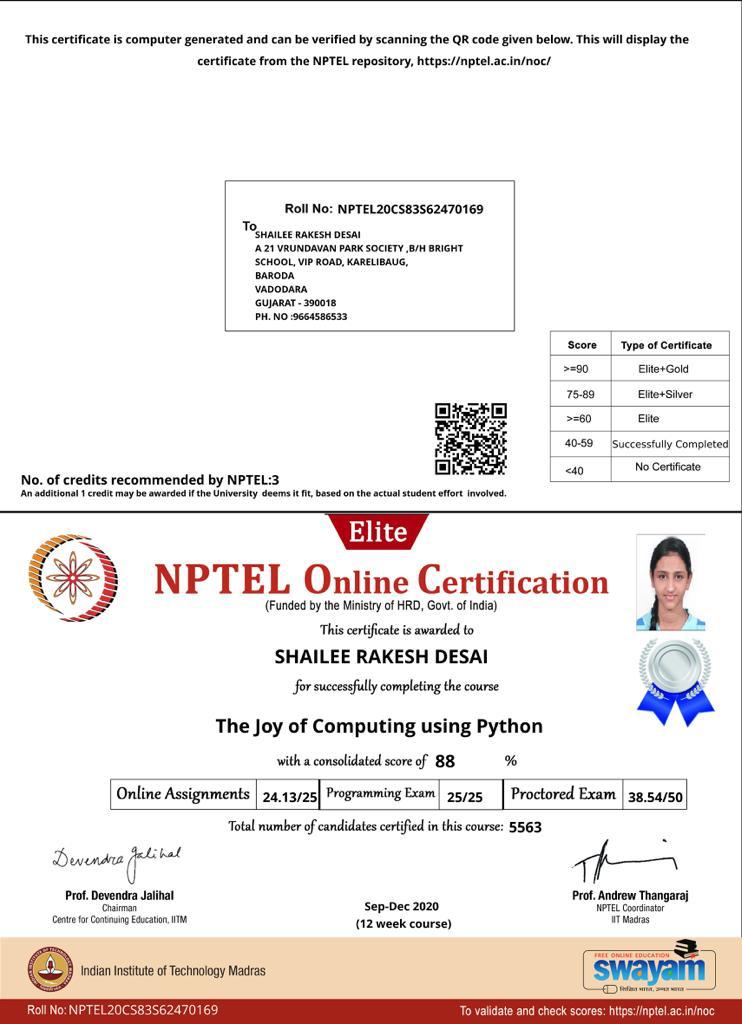 This certificate is computer generated and can be verified by scanning the QR code given below. This will display the
certificate from the NPTEL repository, https://nptel.ac.in/noc/
Roll No: NPTEL20CS83S62470169
To
SHAILEE RAKESH DESAI
A 21 VRUNDAVAN PARK SOCIETY ,B/H BRIGHT
SCHOOL, VIP ROAD, KARELIBAUG,
BARODA
VADODARA
GUJARAT - 390018
PH. NO :9664586533
Score Type of Certificate
>=90 Elite+Gold
75-89 Elite+Silver
>=60 Elite
40-59 Successfully Completed
<40 No Certificate
No. of credits recommended by NPTEL:3
An additional 1 credit may be awarded if the University deems it fit, based on the actual student effort involved.
Elite
NPTEL Online Certification
(Funded by the Ministry of HRD, Govt. of India)
This certificate is awarded to
SHAILEE RAKESH DESAI
for successfully completing the course
The Joy of Computing using Python
with a consolidated score of 88 %
Online Assignments 24.13/25 Programming Exam 25/25 Proctored Exam 38.54/50
Total number of candidates certified in this course: 5563
Devendra Jalihal
Prof. Devendra Jalihal
Chairman
Centre for Continuing Education, IITM
Sep-Dec 2020
(12 week course)
Prof. Andrew Thangaraj
NPTEL Coordinator
IIT Madras
Indian Institute of Technology Madras
FREE ONLINE EDUCATION
swayam
शिक्षित भारत, उन्नत भारत
Roll No: NPTEL20CS83S62470169
To validate and check scores: https://nptel.ac.in/noc